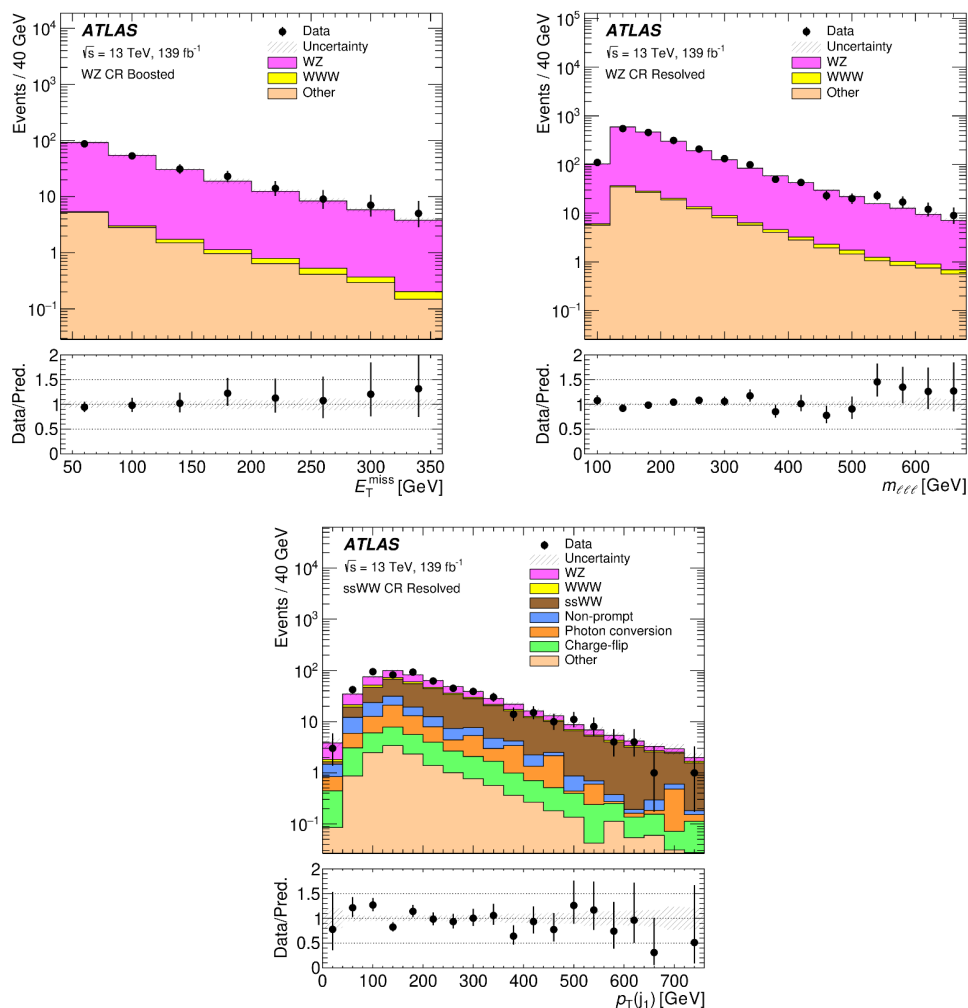 ATLAS
√s = 13 TeV, 139 fb⁻¹
WZ CR Boosted
Data
Uncertainty
WZ
WWW
Other
Events / 40 GeV
10⁴
10³
10²
10
1
10⁻¹
Data/Pred.
2
1.5
1
0.5
0
50 100 150 200 250 300 350
E_T^miss [GeV]
ATLAS
√s = 13 TeV, 139 fb⁻¹
WZ CR Resolved
Data
Uncertainty
WZ
WWW
Other
Events / 40 GeV
10⁵
10⁴
10³
10²
10
1
10⁻¹
Data/Pred.
2
1.5
1
0.5
0
100 200 300 400 500 600
m_ℓℓℓ [GeV]
ATLAS
√s = 13 TeV, 139 fb⁻¹
ssWW CR Resolved
Data
Uncertainty
WZ
WWW
ssWW
Non-prompt
Photon conversion
Charge-flip
Other
Events / 40 GeV
10⁴
10³
10²
10
1
10⁻¹
Data/Pred.
2
1.5
1
0.5
0
0 100 200 300 400 500 600 700
p_T(j₁) [GeV]